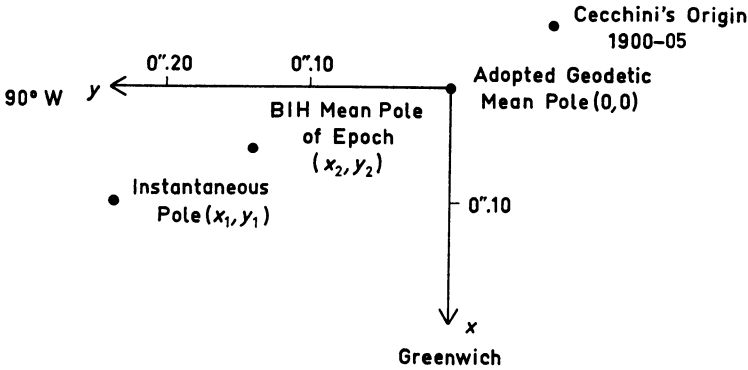 Cecchini's Origin
1900-05
0".20
0".10
Adopted Geodetic
Mean Pole (0,0)
90° W
y
BIH Mean Pole
of Epoch
(x₂, y₂)
Instantaneous
Pole (x₁, y₁)
0".10
x
Greenwich